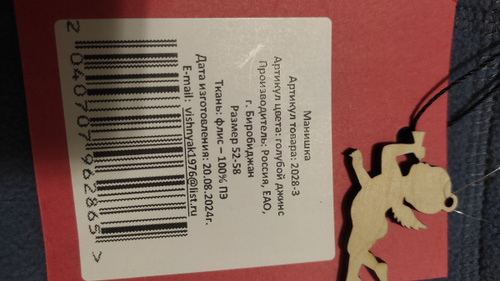 Манишка
Артикул товара: 2028-3
Артикул цвета: голубой джинс
Производитель: Россия, ЕАО,
г. Биробиджан
Размер 52-58
Ткань: флис – 100% ПЭ
Дата изготовления: 20.08.2024г.
E-mail: vishnyak1976@list.ru
2 040707 962865 >